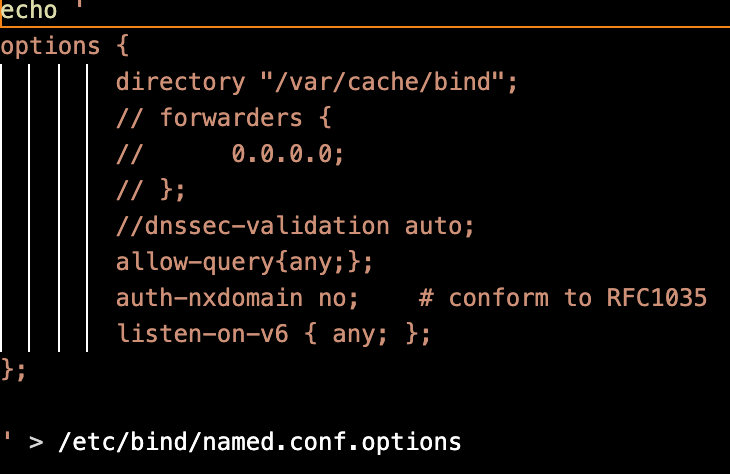 echo '
options {
        directory "/var/cache/bind";
        // forwarders {
        //      0.0.0.0;
        // };
        //dnssec-validation auto;
        allow-query{any;};
        auth-nxdomain no;    # conform to RFC1035
        listen-on-v6 { any; };
};

' > /etc/bind/named.conf.options